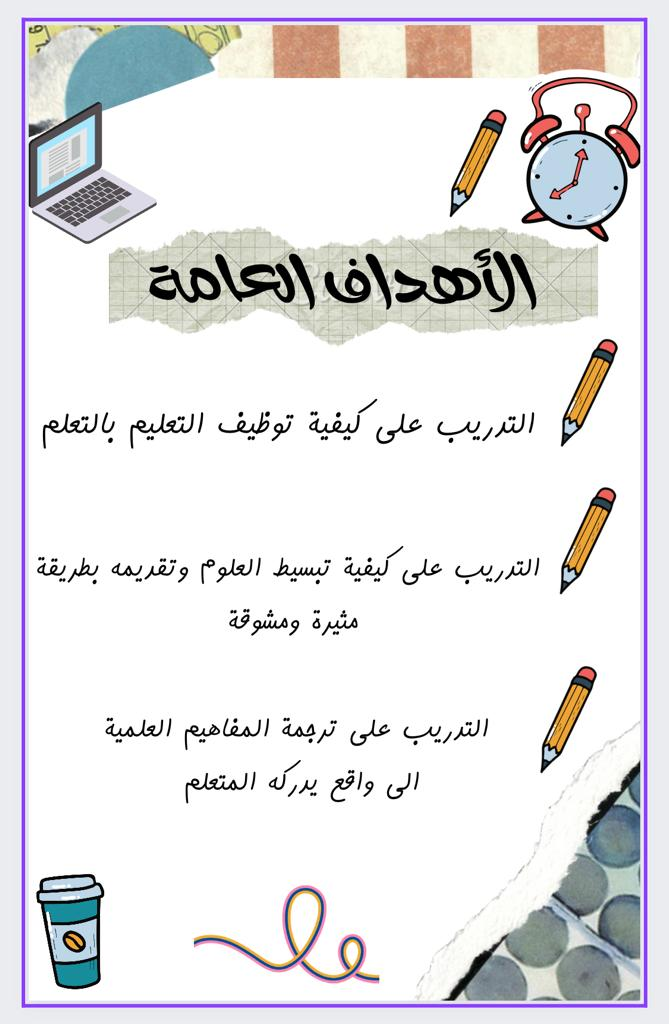 الأهداف العامة
التدريب على كيفية توظيف التعليم بالتعلم
التدريب على كيفية تبسيط العلوم وتقديمه بطريقة
مثيرة ومشوقة
التدريب على ترجمة المفاهيم العلمية
الى واقع يدركه المتعلم